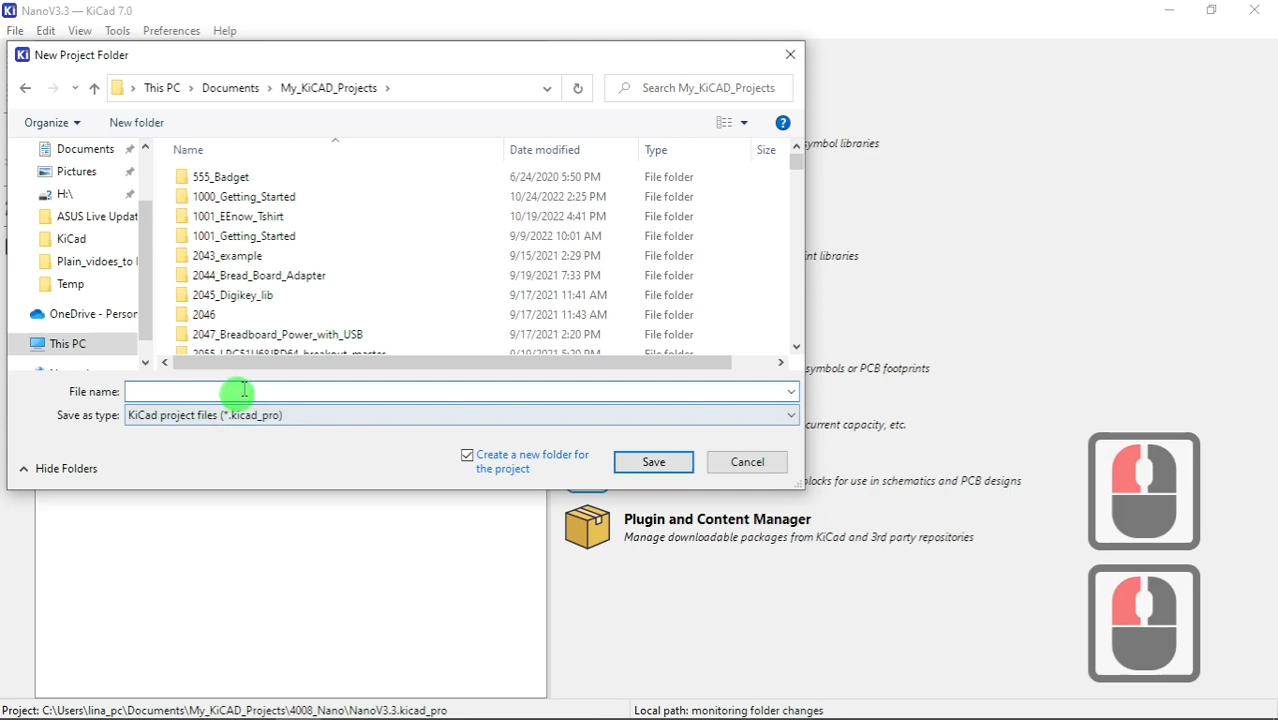 NanoV3.3 — KiCad 7.0
File Edit View Tools Preferences Help
New Project Folder
This PC > Documents > My_KiCAD_Projects >
Search My_KiCAD_Projects
Organize New folder
Name Date modified Type Size
Documents
Pictures
H:\
ASUS Live Updat
KiCad
Plain_vidoes_to
Temp
OneDrive - Person
This PC
555_Badget 6/24/2020 5:50 PM File folder
1000_Getting_Started 10/24/2022 2:25 PM File folder
1001_EEnow_Tshirt 10/19/2022 4:41 PM File folder
1001_Getting_Started 9/9/2022 10:01 AM File folder
2043_example 9/15/2021 2:29 PM File folder
2044_Bread_Board_Adapter 9/19/2021 7:33 PM File folder
2045_Digikey_lib 9/17/2021 11:41 AM File folder
2046 9/17/2021 11:43 AM File folder
2047_Breadboard_Power_with_USB 9/17/2021 2:20 PM File folder
File name:
Save as type: KiCad project files (*.kicad_pro)
Create a new folder for
the project
Save
Cancel
Hide Folders
ymbol libraries
int libraries
symbols or PCB footprints
current capacity, etc.
blocks for use in schematics and PCB designs
Plugin and Content Manager
Manage downloadable packages from KiCad and 3rd party repositories
Project: C:\Users\lina_pc\Documents\My_KiCAD_Projects\4008_Nano\NanoV3.3.kicad_pro
Local path: monitoring folder changes